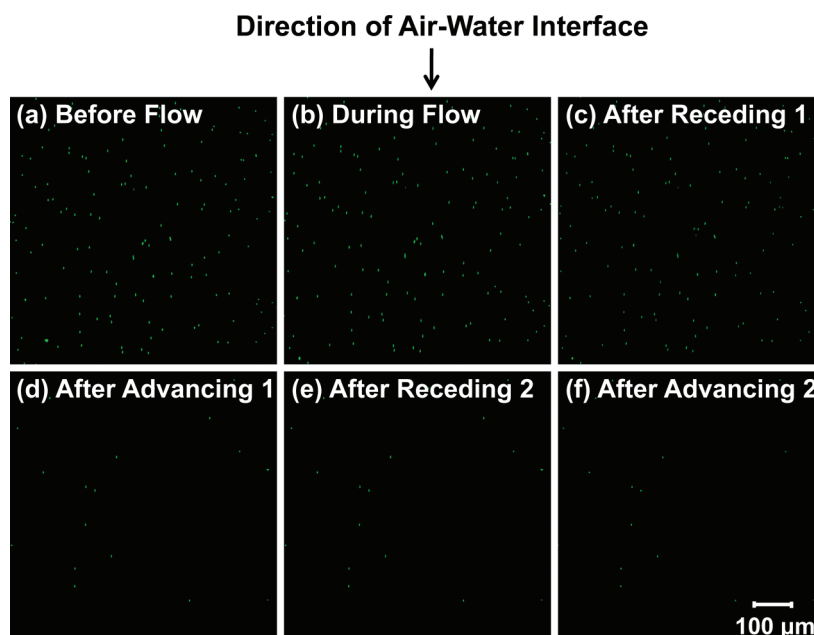 Direction of Air-Water Interface
(a) Before Flow
(b) During Flow
(c) After Receding 1
(d) After Advancing 1
(e) After Receding 2
(f) After Advancing 2
100 µm